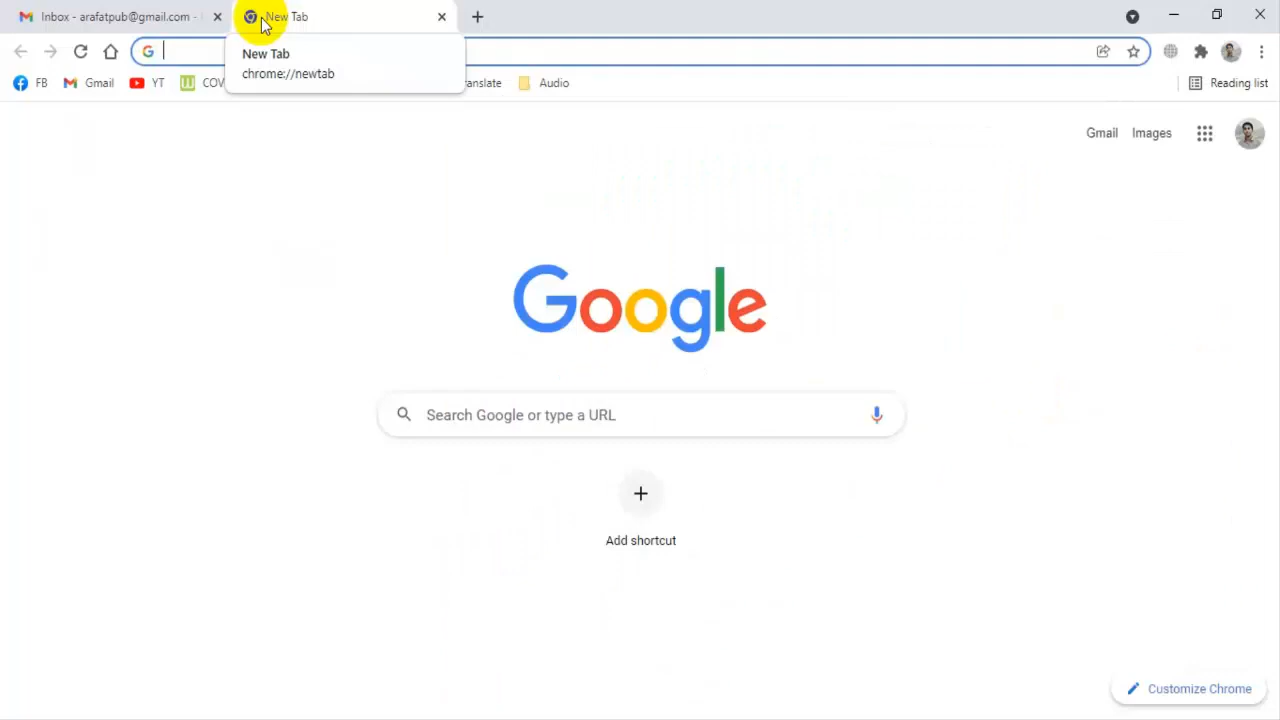 Inbox - arafatpub@gmail.com -
New Tab
New Tab
chrome://newtab
FB
Gmail
YT
COV
anslate
Audio
Reading list
Gmail
Images
Google
Search Google or type a URL
Add shortcut
Customize Chrome